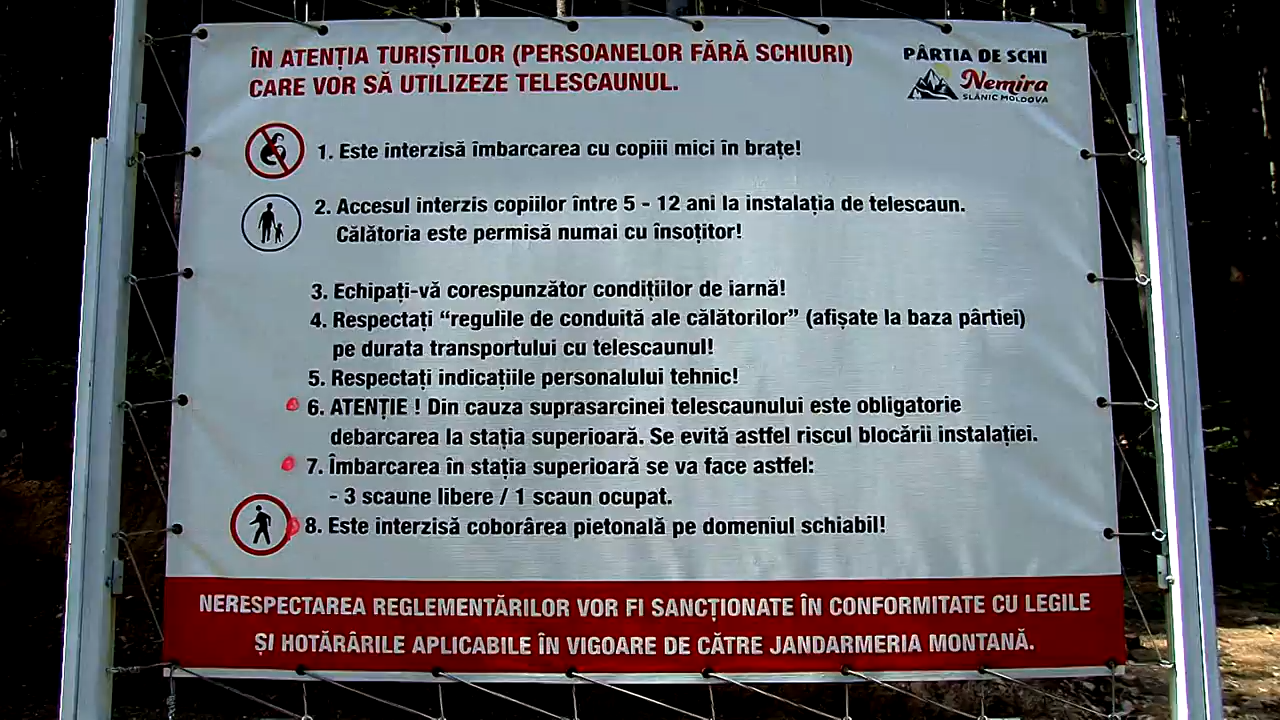 ÎN ATENȚIA TURIȘTILOR (PERSOANELOR FĂRĂ SCHIURI)
CARE VOR SĂ UTILIZEZE TELESCAUNUL.
PÂRTIA DE SCHI
Nemira
SLĂNIC MOLDOVA
1. Este interzisă îmbarcarea cu copiii mici în brațe!
2. Accesul interzis copiilor între 5 - 12 ani la instalația de telescaun.
Călătoria este permisă numai cu însoțitor!
3. Echipați-vă corespunzător condițiilor de iarnă!
4. Respectați “regulile de conduită ale călătorilor” (afișate la baza pârtiei)
pe durata transportului cu telescaunul!
5. Respectați indicațiile personalului tehnic!
6. ATENȚIE ! Din cauza suprasarcinei telescaunului este obligatorie
debarcarea la stația superioară. Se evită astfel riscul blocării instalației.
7. Îmbarcarea în stația superioară se va face astfel:
- 3 scaune libere / 1 scaun ocupat.
8. Este interzisă coborârea pietonală pe domeniul schiabil!
NERESPECTAREA REGLEMENTĂRILOR VOR FI SANCȚIONATE ÎN CONFORMITATE CU LEGILE
ȘI HOTĂRÂRILE APLICABILE ÎN VIGOARE DE CĂTRE JANDARMERIA MONTANĂ.